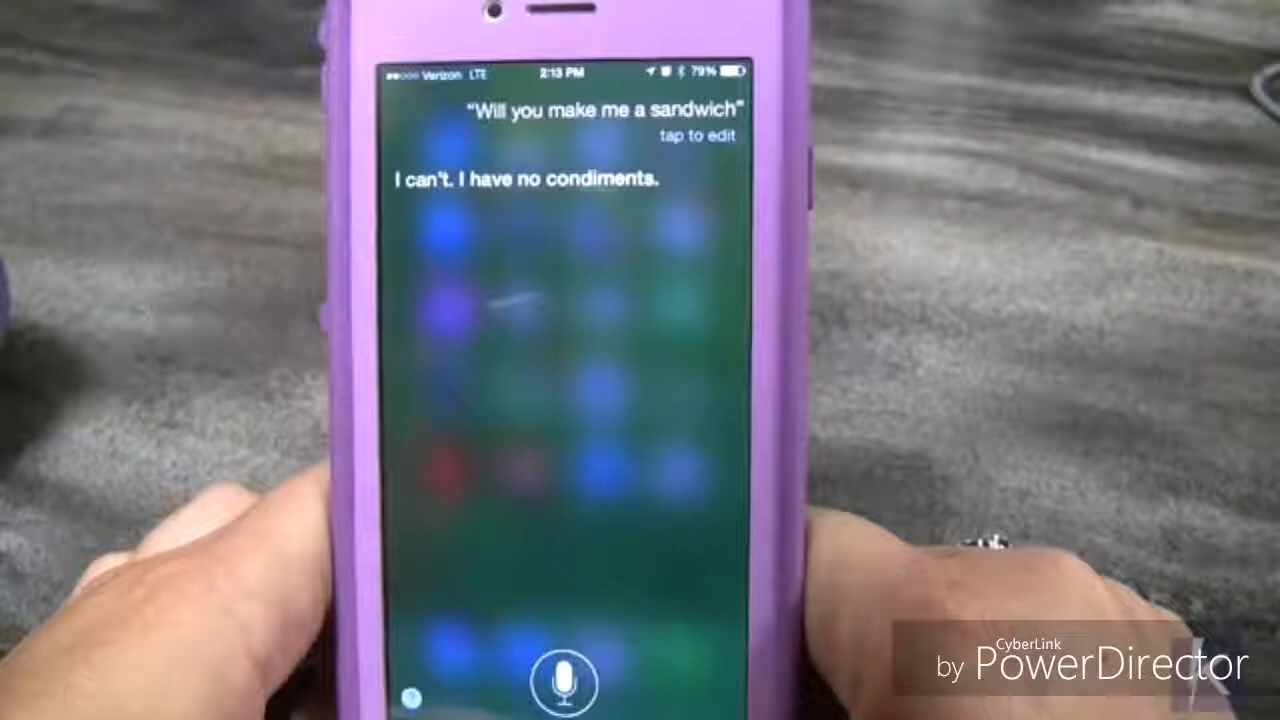 Verizon LTE 2:13 PM 79%
"Will you make me a sandwich"
tap to edit
I can't. I have no condiments.
?
CyberLink
by PowerDirector